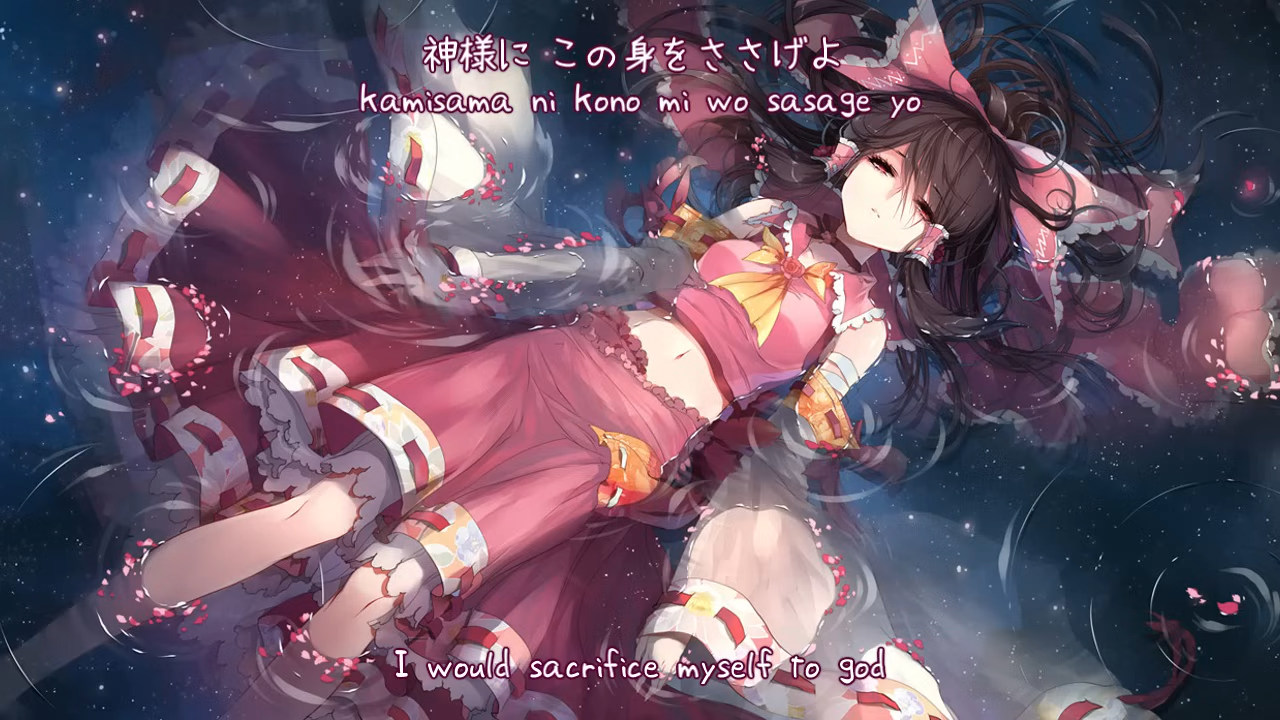 神様に この身をささげよ
kamisama ni kono mi wo sasage yo
I would sacrifice myself to god